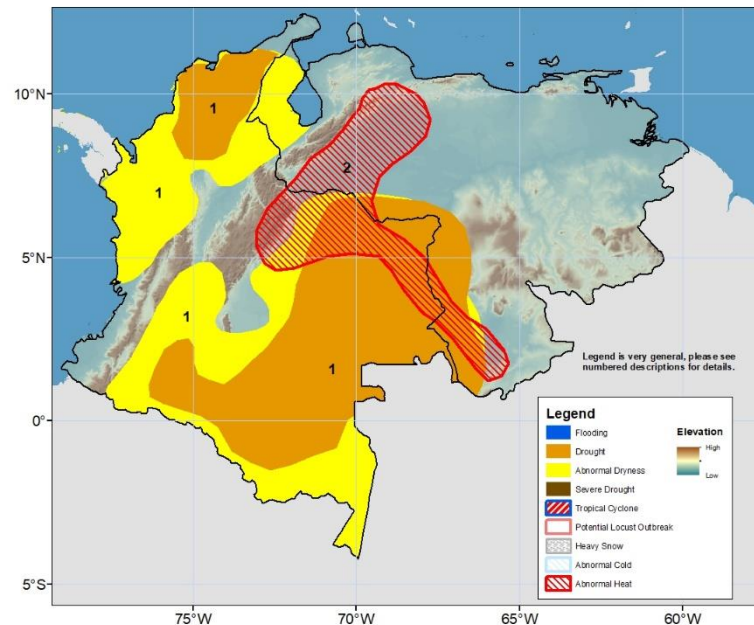 10°N
5°N
0°
5°S
75°W
70°W
65°W
60°W
1
1
2
1
1
Legend is very general, please see
numbered descriptions for details.
Legend
Flooding
Drought
Abnormal Dryness
Severe Drought
Tropical Cyclone
Potential Locust Outbreak
Heavy Snow
Abnormal Cold
Abnormal Heat
Elevation
High
Low